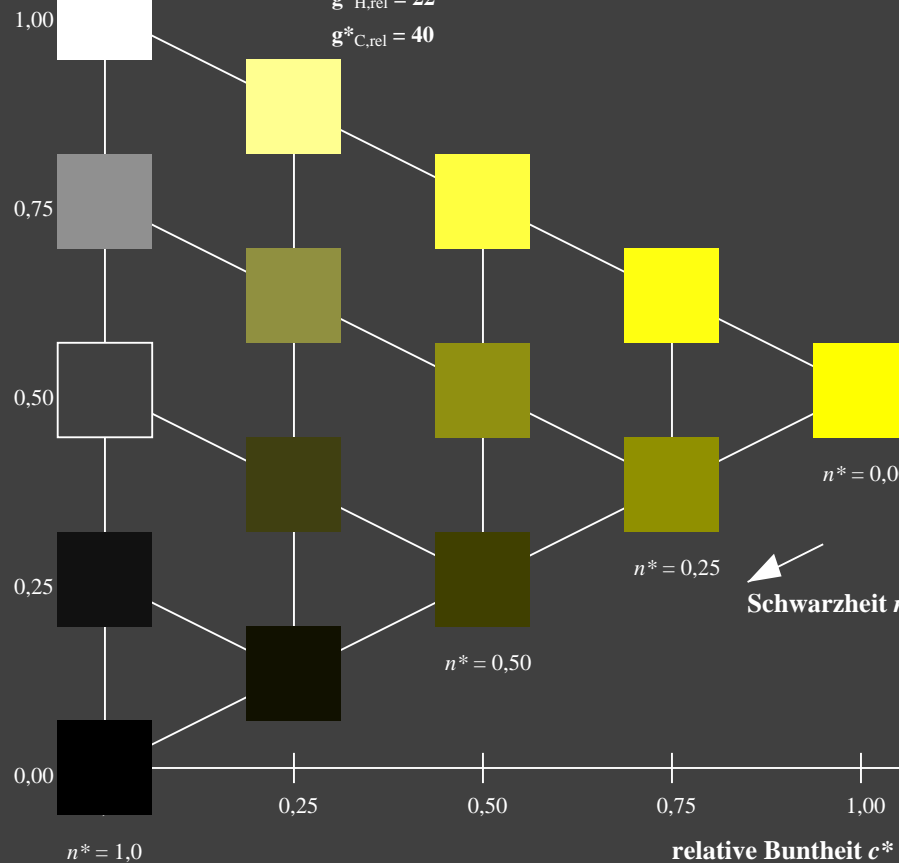 g*H,rel = 22
1,00
g*C,rel = 40
0,75
0,50
n* = 0,0
n* = 0,25
0,25
Schwarzheit n
n* = 0,50
0,00
0,25 0,50 0,75 1,00
n* = 1,0
relative Buntheit c*